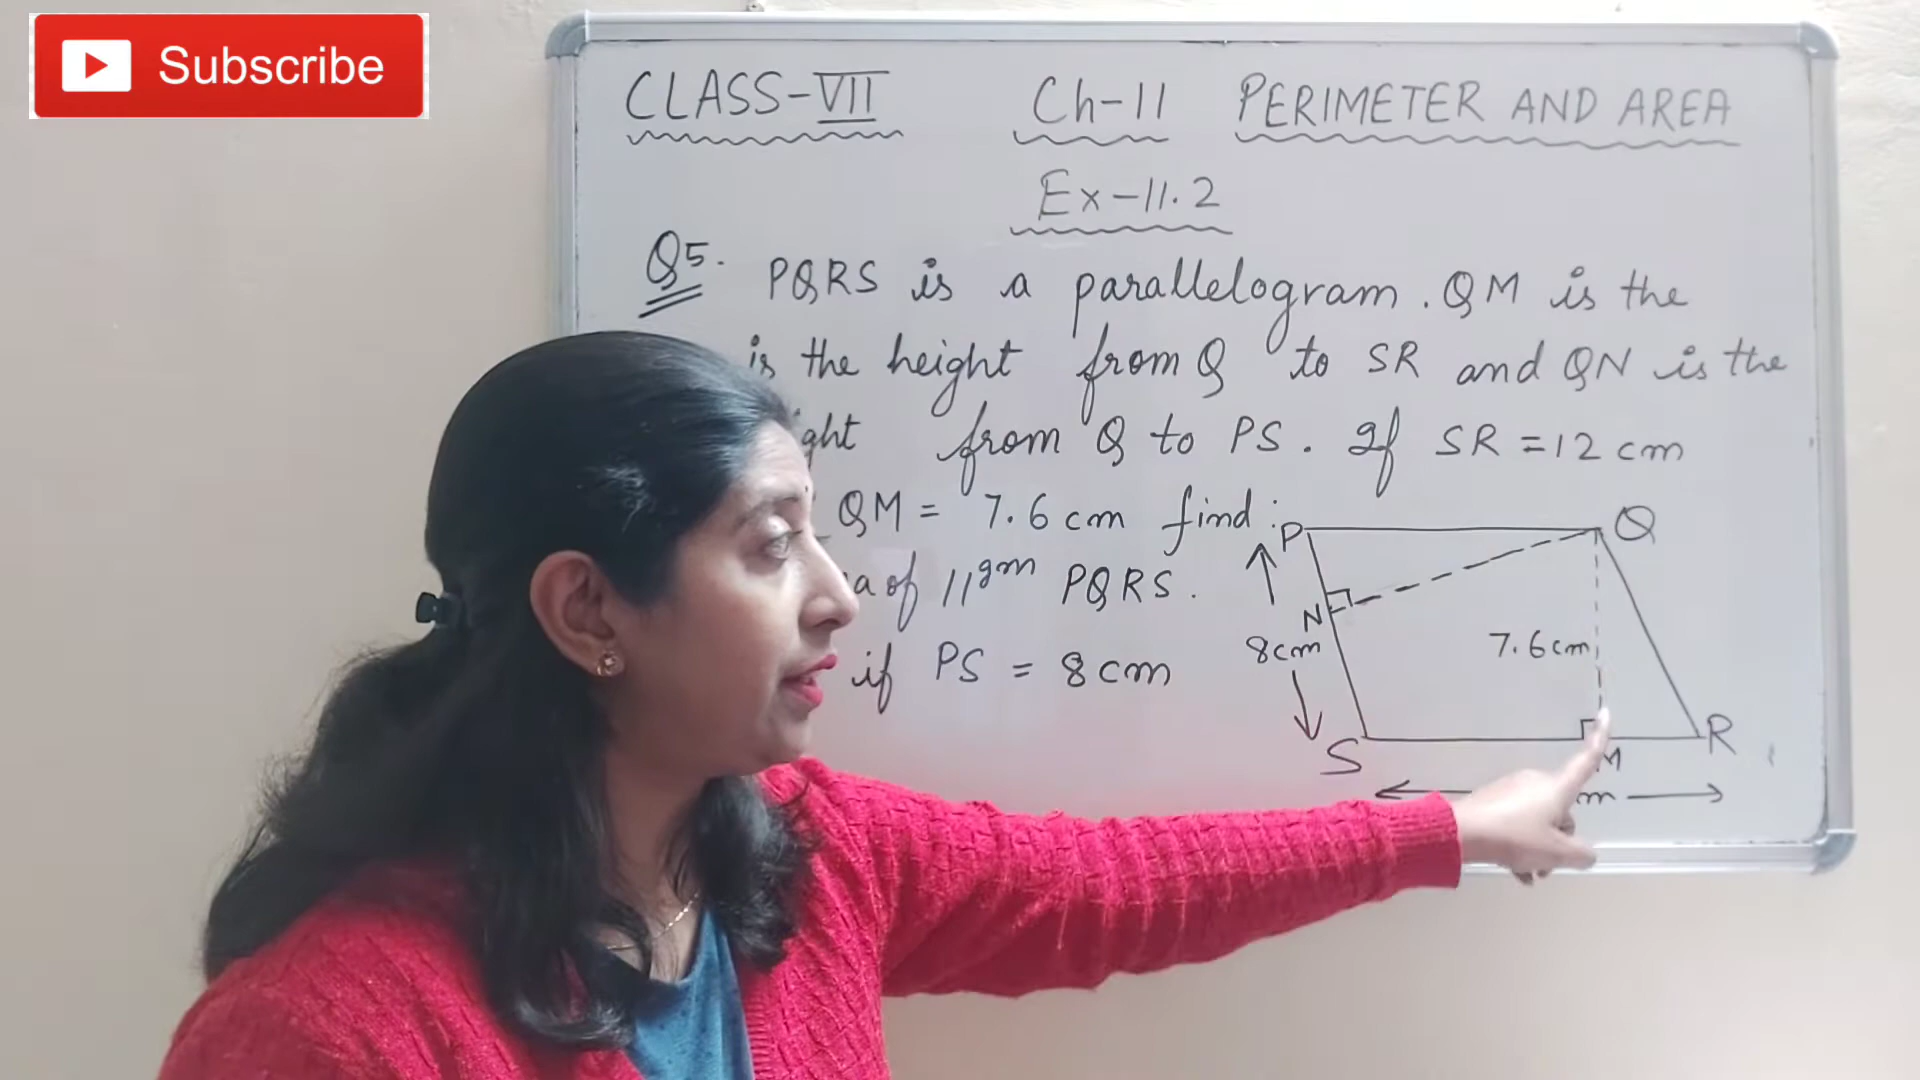 Subscribe
CLASS-VII Ch-11 PERIMETER AND AREA
Ex-11.2
Q5. PQRS is a parallelogram. QM is the
is the height from Q to SR and QN is the
ght from Q to PS. If SR = 12 cm
QM = 7.6 cm find :
a of 11gm PQRS.
if PS = 8 cm
P
Q
N
8cm
7.6cm
S
M
R
m